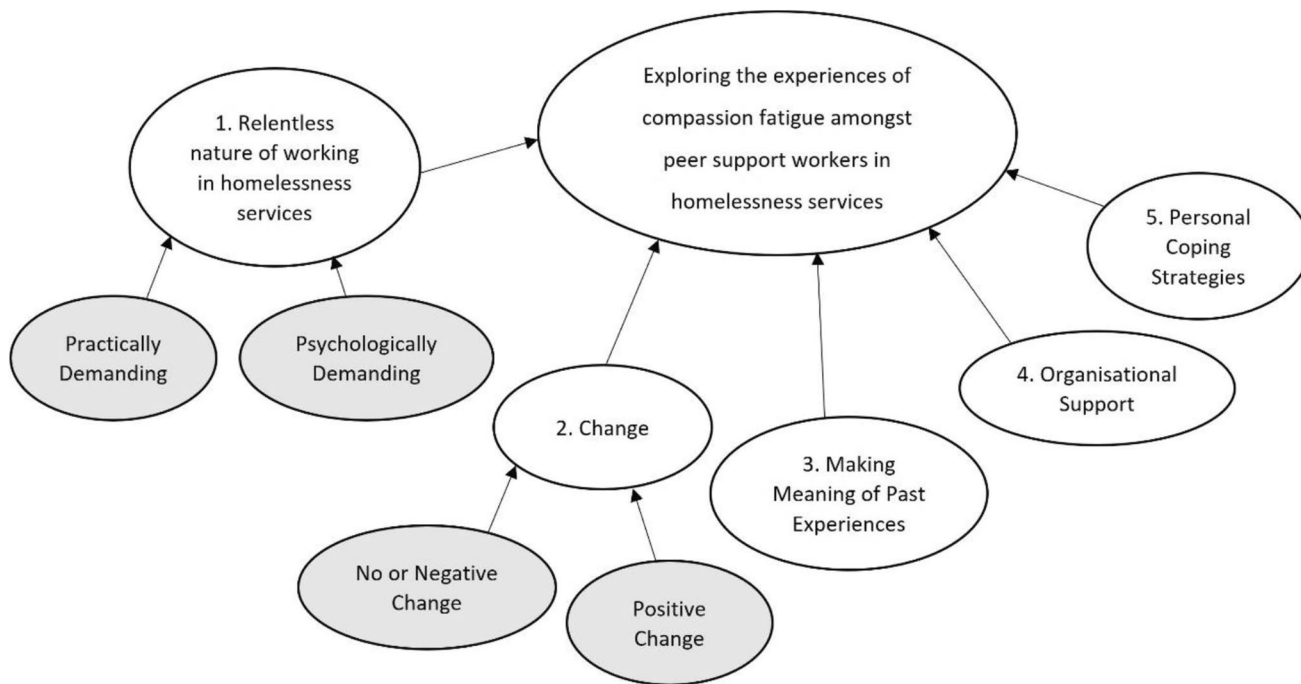 Exploring the experiences of
compassion fatigue amongst
peer support workers in
homelessness services
1. Relentless
nature of working
in homelessness
services
Practically
Demanding
Psychologically
Demanding
2. Change
No or Negative
Change
Positive
Change
3. Making
Meaning of Past
Experiences
4. Organisational
Support
5. Personal
Coping
Strategies